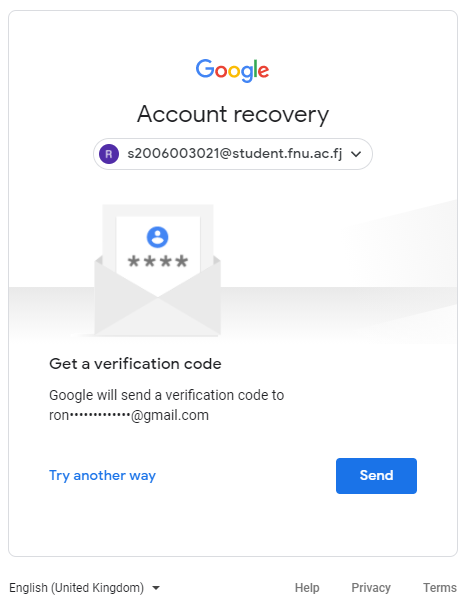 Google
Account recovery
R s2006003021@student.fnu.ac.fj
****
Get a verification code
Google will send a verification code to
ron•••••••••••••@gmail.com
Try another way Send
English (United Kingdom) Help Privacy Terms